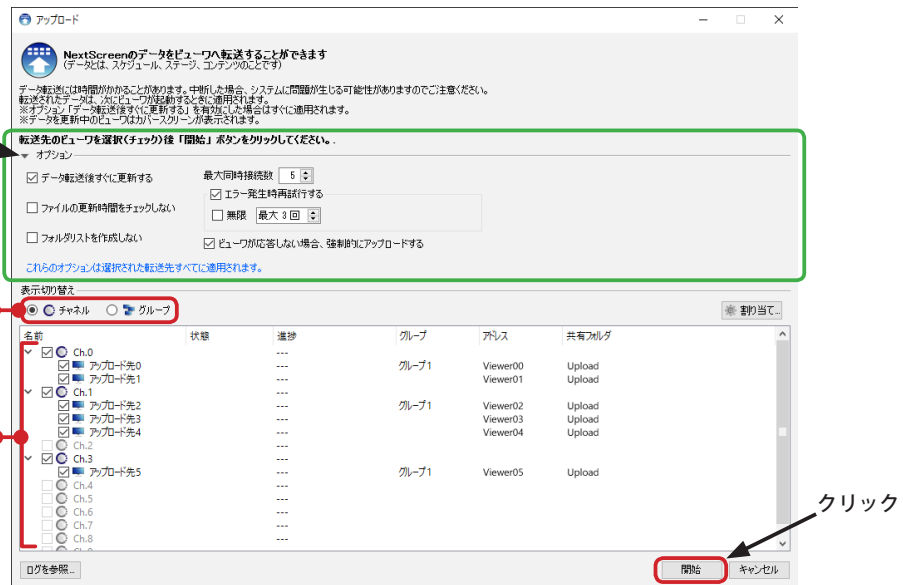 アップロード
NextScreenのデータをビューワへ転送することができます
(データとは、スケジュール、ステージ、コンテンツのことです)
データ転送には時間がかかることがあります。中断した場合、システムに問題が生じる可能性がありますのでご注意ください。
転送されたデータは、次にビューワが起動するときに適用されます。
※オプション「データ転送後すぐに更新する」を有効にした場合はすぐに適用されます。
※データを更新中のビューワはカバースクリーンが表示されます。
転送先のビューワを選択(チェック)後「開始」ボタンをクリックしてください。.
オプション
データ転送後すぐに更新する 最大同時接続数 5
エラー発生時再試行する
ファイルの更新時間をチェックしない 無限 最大 3 回
フォルダリストを作成しない ビューワが応答しない場合、強制的にアップロードする
これらのオプションは選択された転送先すべてに適用されます。
表示切り替え
チャネル グループ 割り当て...
名前 状態 進捗 グループ アドレス 共有フォルダ
Ch.0 ---
アップロード先0 --- グループ1 Viewer00 Upload
アップロード先1 --- Viewer01 Upload
Ch.1 ---
アップロード先2 --- グループ1 Viewer02 Upload
アップロード先3 --- Viewer03 Upload
アップロード先4 --- Viewer04 Upload
Ch.2 ---
Ch.3 ---
アップロード先5 --- グループ1 Viewer05 Upload
Ch.4 ---
Ch.5 ---
Ch.6 ---
Ch.7 ---
Ch.8 ---
クリック
ログを参照... 開始 キャンセル